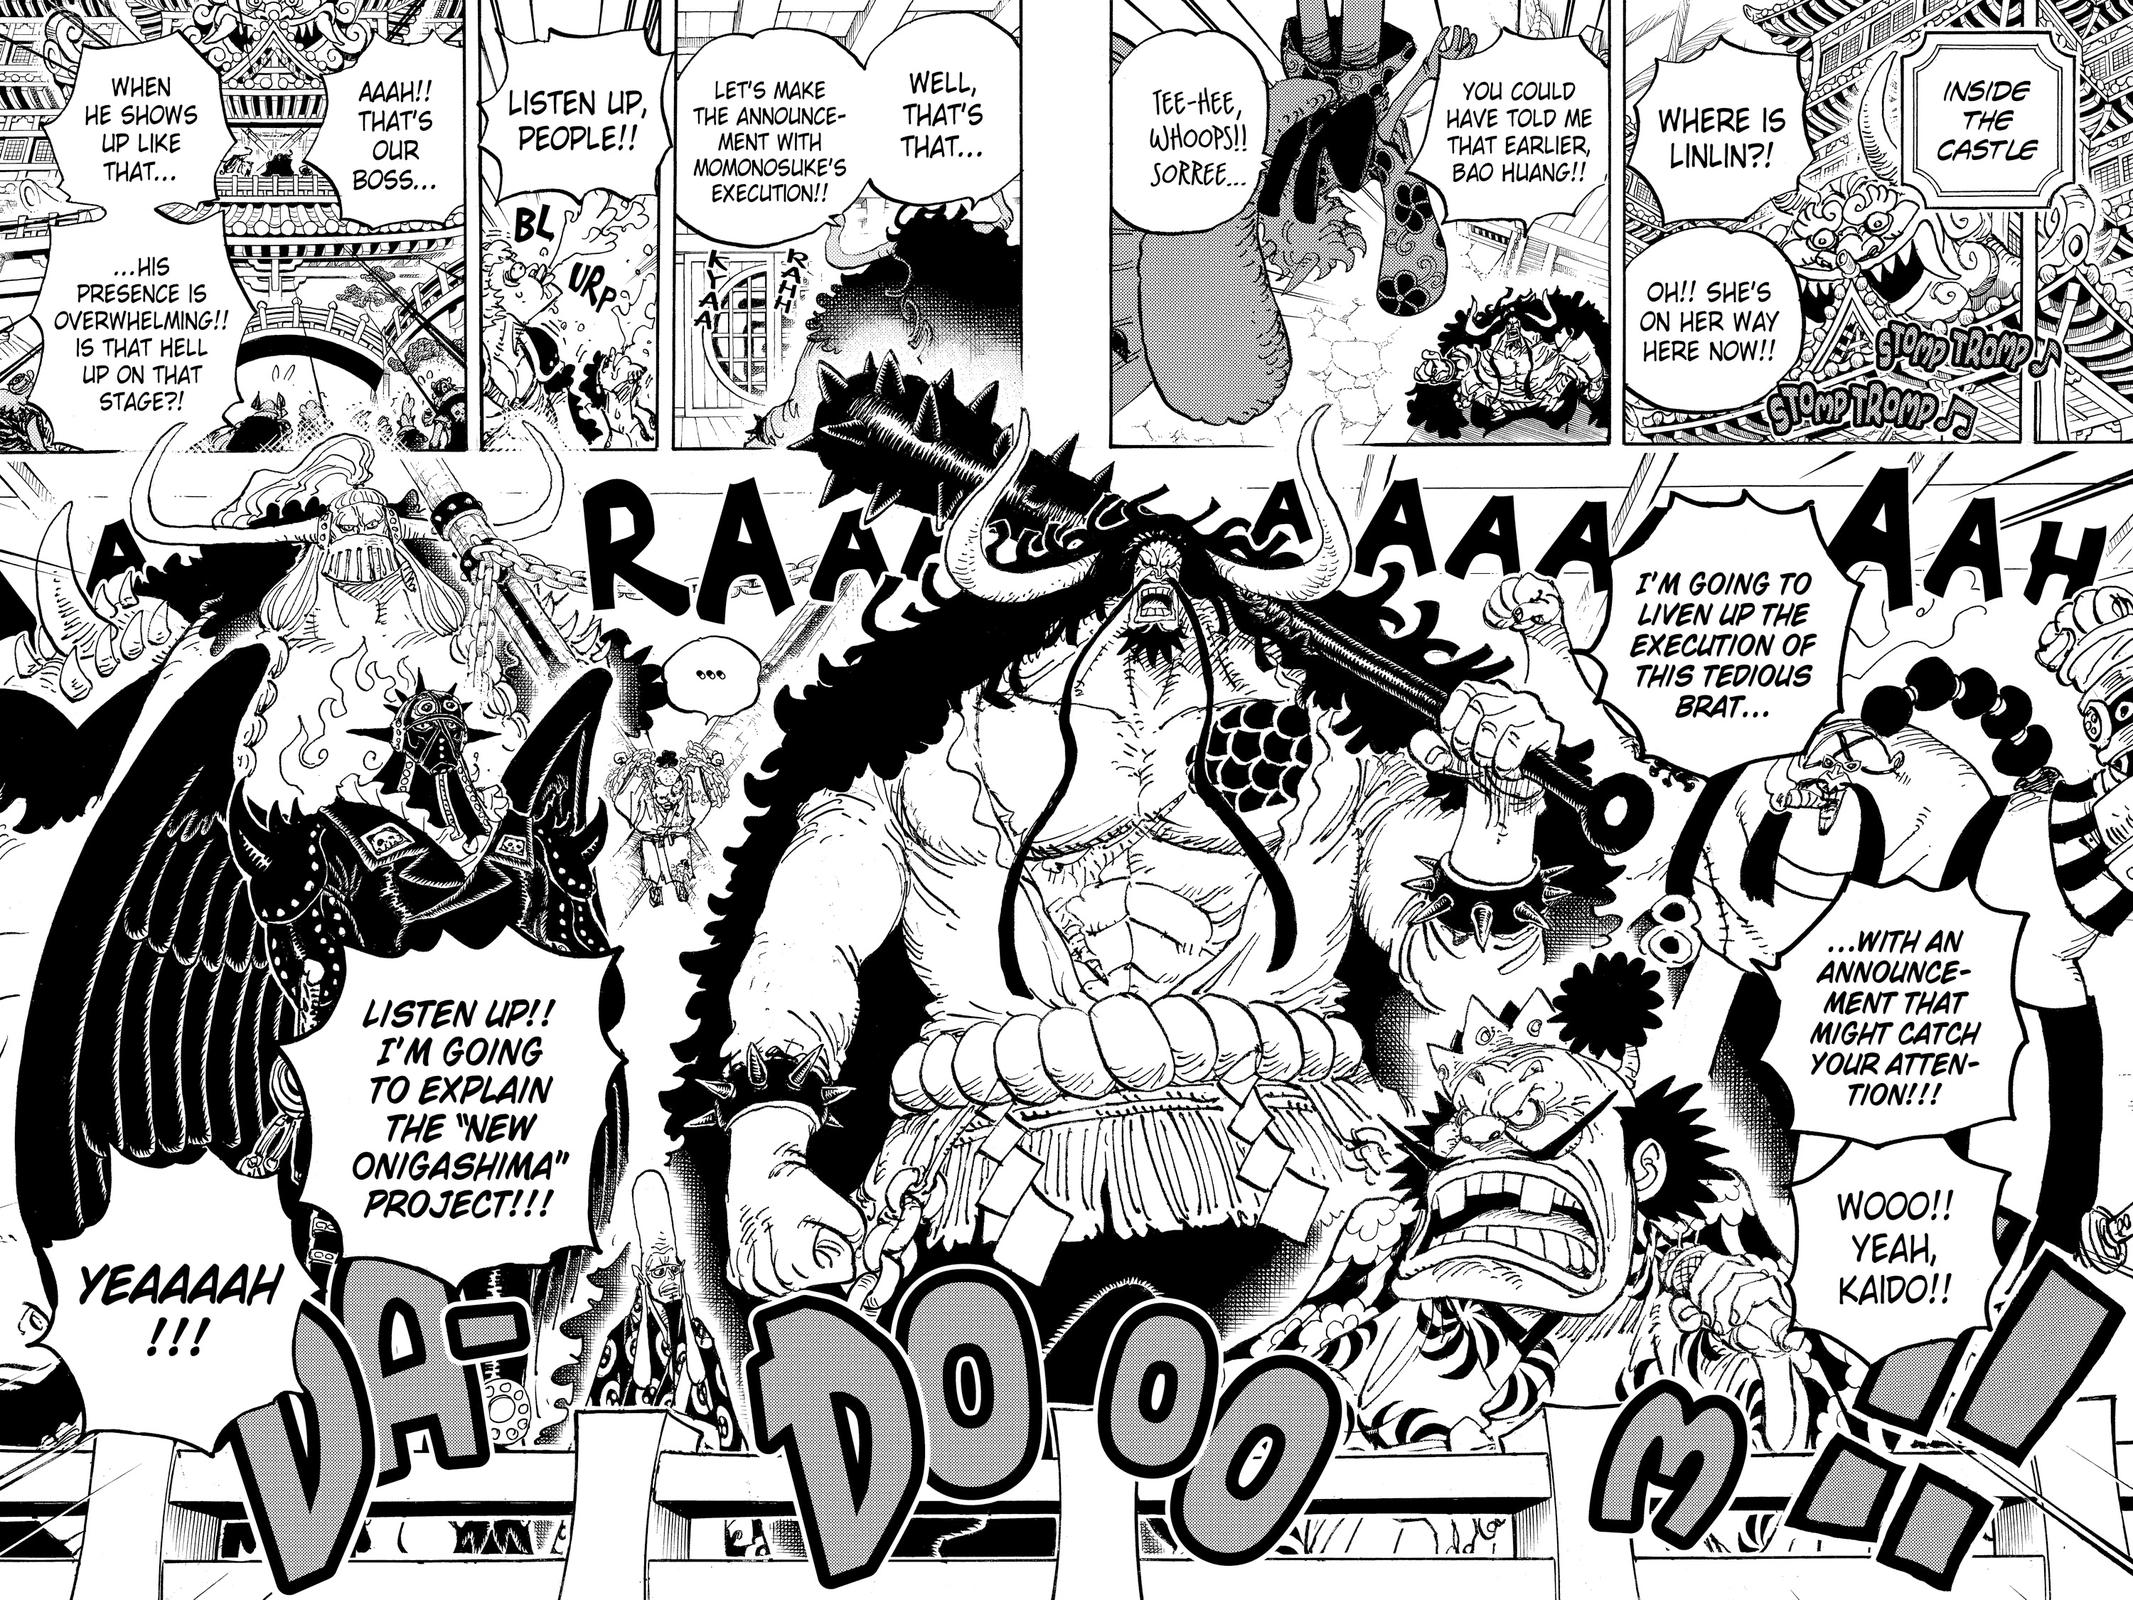 INSIDE
THE
CASTLE
WHERE IS
LINLIN?!
OH!! SHE'S
ON HER WAY
HERE NOW!!
STOMP TROMP♪
STOMP TROMP♫
YOU COULD
HAVE TOLD ME
THAT EARLIER,
BAO HUANG!!
TEE-HEE,
WHOOPS!!
SORREE...
WELL,
THAT'S
THAT...
LET'S MAKE
THE ANNOUNCE-
MENT WITH
MOMONOSUKE'S
EXECUTION!!
RAHH
KYAA
LISTEN UP,
PEOPLE!!
BL
URP
AAAH!!
THAT'S
OUR
BOSS...
WHEN
HE SHOWS
UP LIKE
THAT...
...HIS
PRESENCE IS
OVERWHELMING!!
IS THAT HELL
UP ON THAT
STAGE?!
A RAAH AAAAA AAH
I'M GOING TO
LIVEN UP THE
EXECUTION OF
THIS TEDIOUS
BRAT...
...WITH AN
ANNOUNCE-
MENT THAT
MIGHT CATCH
YOUR ATTEN-
TION!!!
WOOO!!
YEAH,
KAIDO!!
...
LISTEN UP!!
I'M GOING
TO EXPLAIN
THE "NEW
ONIGASHIMA"
PROJECT!!!
YEAAAAH
!!!
VA-DOOOOM!!